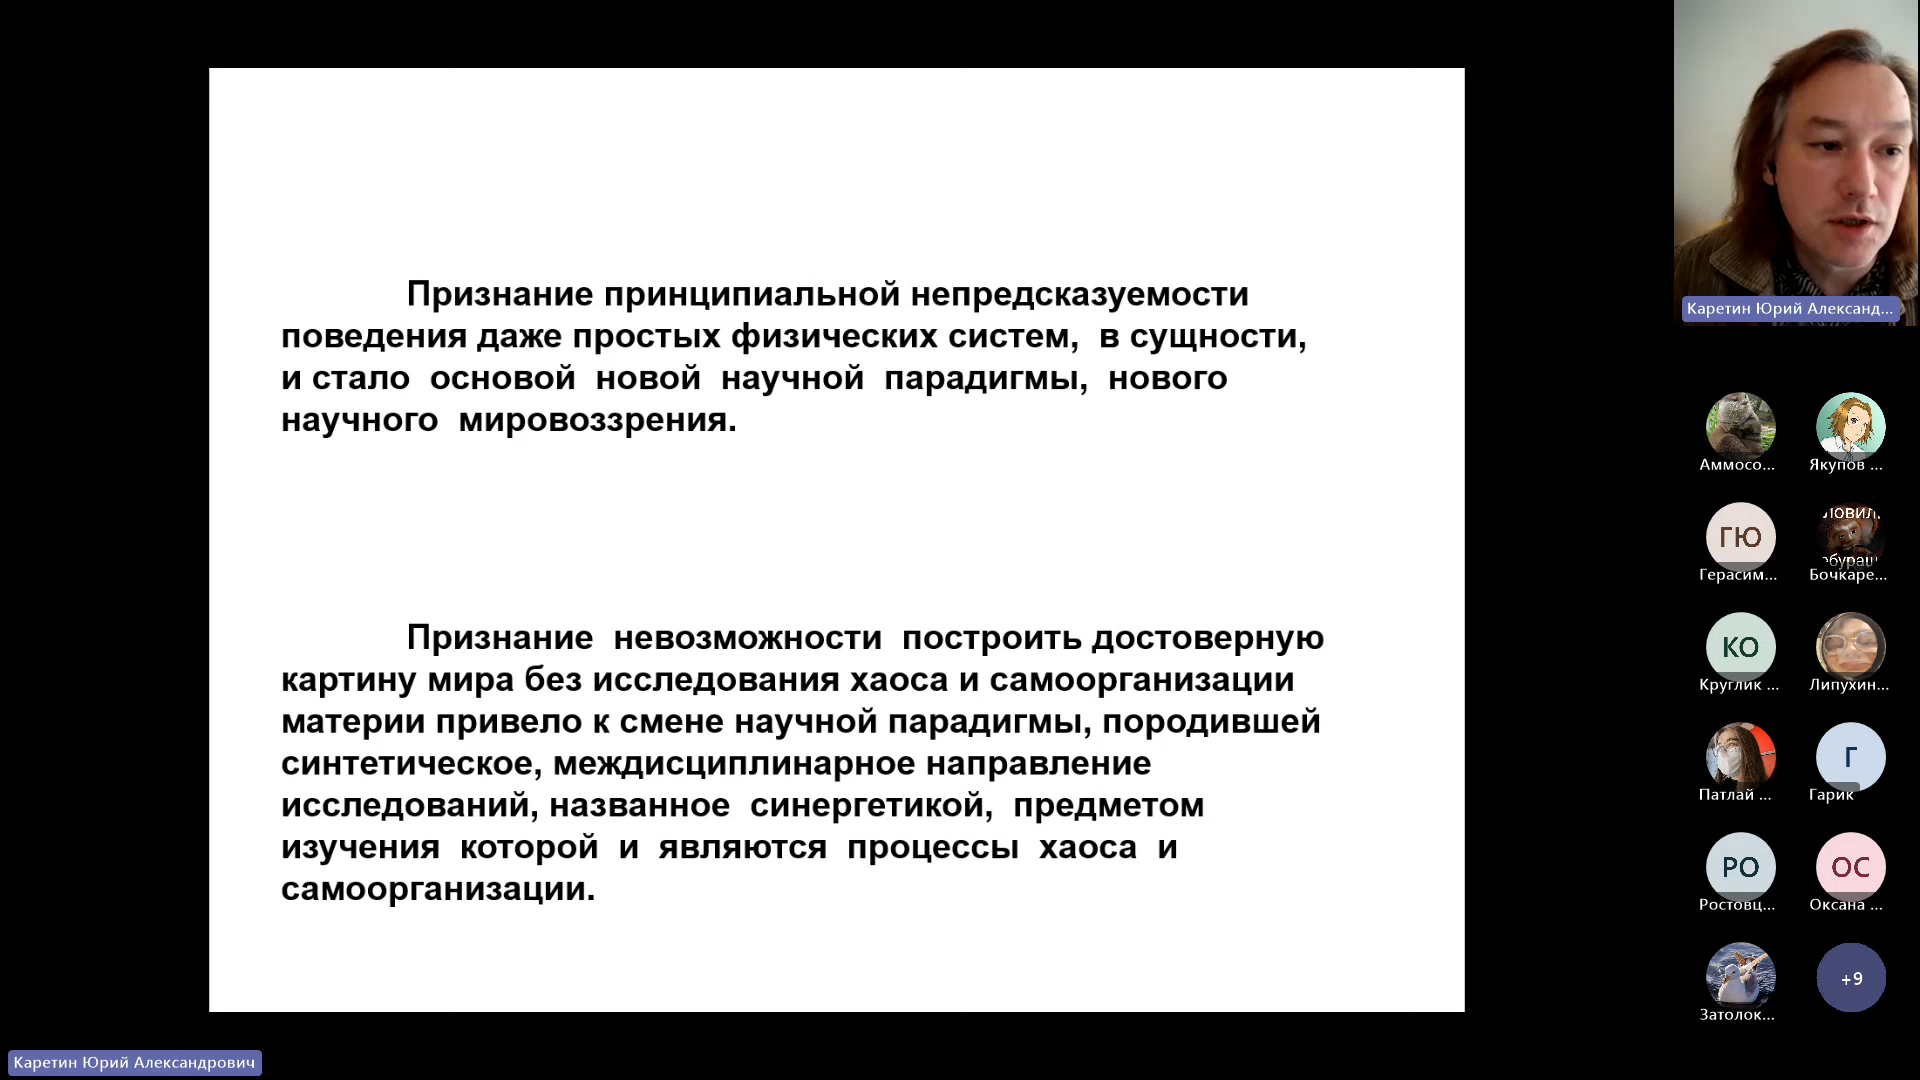 Признание принципиальной непредсказуемости
поведения даже простых физических систем, в сущности,
и стало основой новой научной парадигмы, нового
научного мировоззрения.
Признание невозможности построить достоверную
картину мира без исследования хаоса и самоорганизации
материи привело к смене научной парадигмы, породившей
синтетическое, междисциплинарное направление
исследований, названное синергетикой, предметом
изучения которой и являются процессы хаоса и
самоорганизации.
Каретин Юрий Александ...
Аммосо...
Якупов ...
ГЮ
Герасим...
Бочкаре...
КО
Круглик ...
Липухин...
Патлай ...
Г
Гарик
РО
Ростовц...
ОС
Оксана ...
Затолок...
+9
Каретин Юрий Александрович